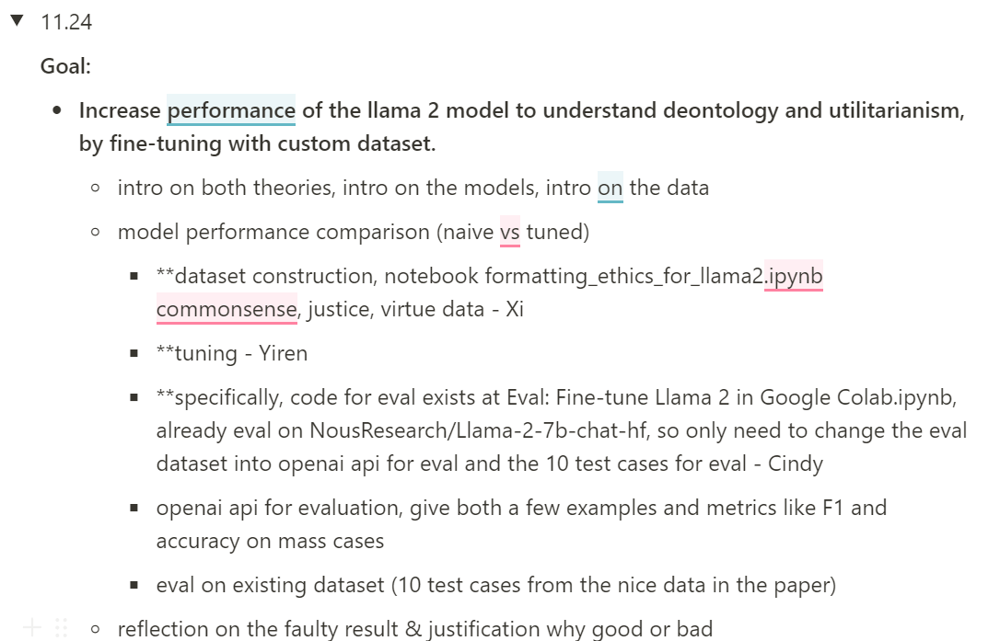 11.24
Goal:
Increase performance of the llama 2 model to understand deontology and utilitarianism,
by fine-tuning with custom dataset.
intro on both theories, intro on the models, intro on the data
model performance comparison (naive vs tuned)
**dataset construction, notebook formatting_ethics_for_llama2.ipynb
commonsense, justice, virtue data - Xi
**tuning - Yiren
**specifically, code for eval exists at Eval: Fine-tune Llama 2 in Google Colab.ipynb,
already eval on NousResearch/Llama-2-7b-chat-hf, so only need to change the eval
dataset into openai api for eval and the 10 test cases for eval - Cindy
openai api for evaluation, give both a few examples and metrics like F1 and
accuracy on mass cases
eval on existing dataset (10 test cases from the nice data in the paper)
reflection on the faulty result & justification why good or bad